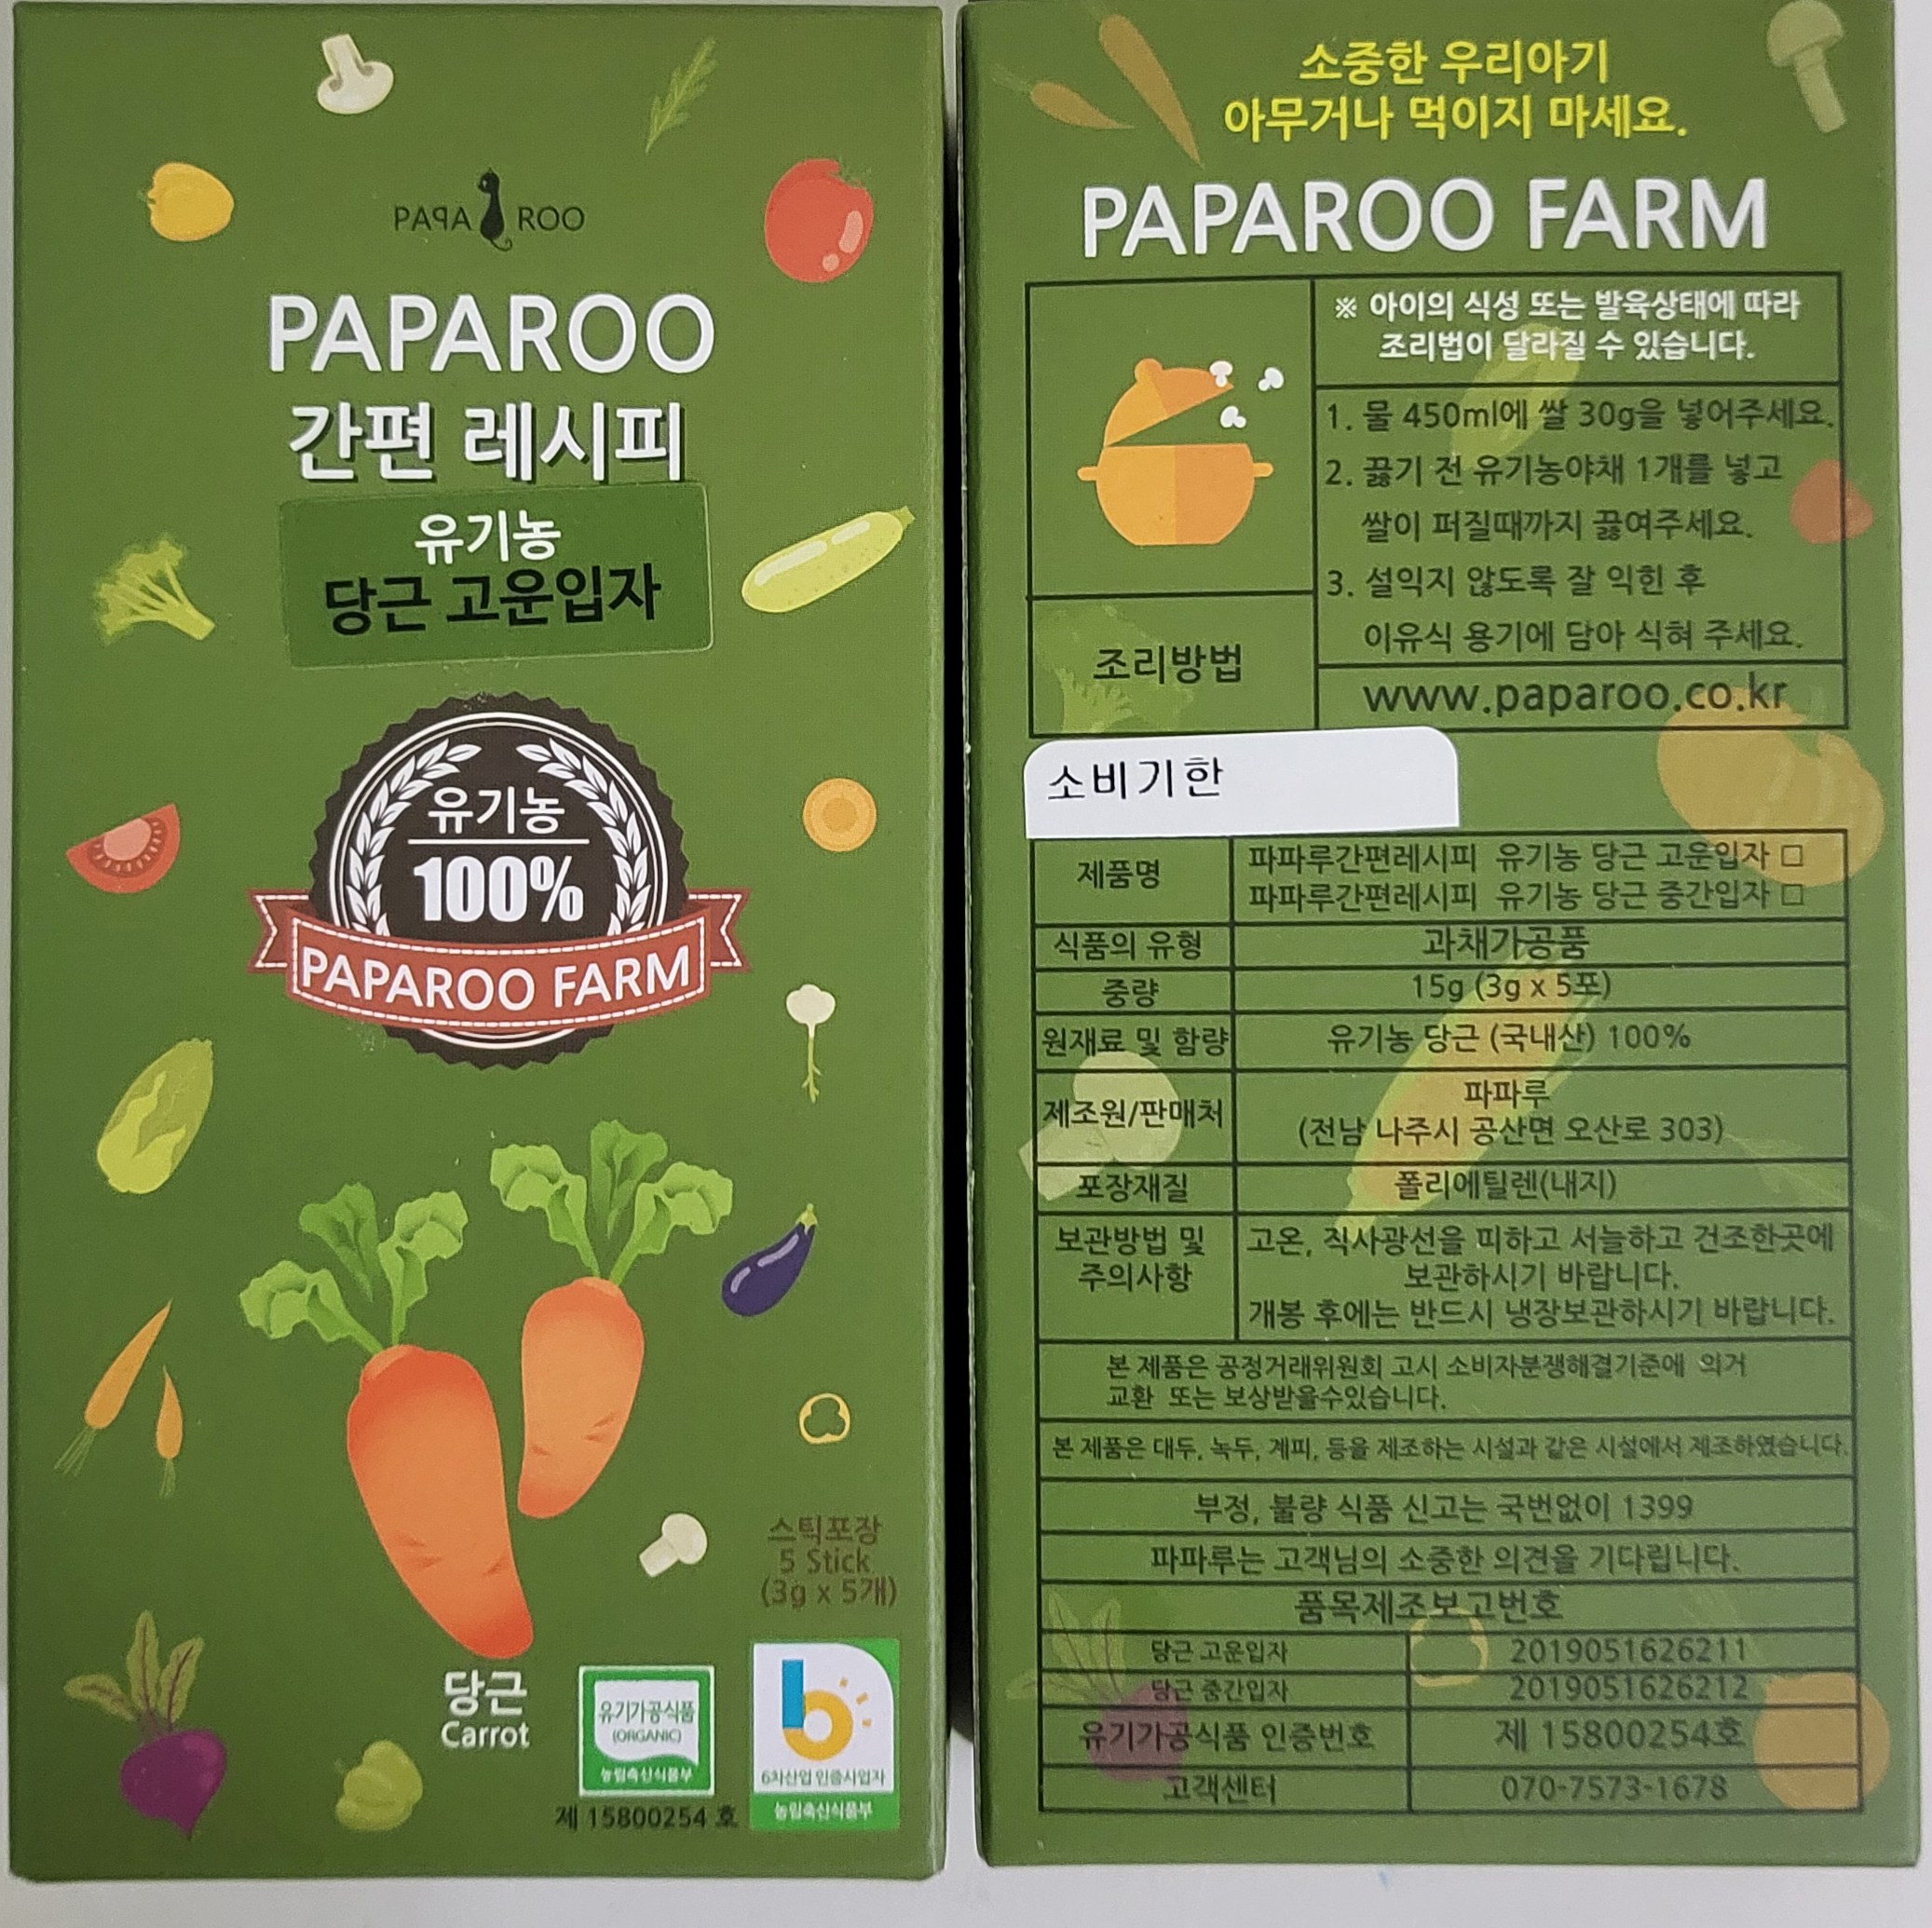 PAPA ROO
PAPAROO
간편 레시피
유기농
당근 고운입자
유기농
100%
PAPAROO FARM
스틱포장
5 Stick
(3g x 5개)
당근
Carrot
유기가공식품
(ORGANIC)
농림축산식품부
제 15800254 호
6차산업 인증사업자
농림축산식품부
소중한 우리아기
아무거나 먹이지 마세요.
PAPAROO FARM
※ 아이의 식성 또는 발육상태에 따라
조리법이 달라질 수 있습니다.
1. 물 450ml에 쌀 30g을 넣어주세요.
2. 끓기 전 유기농야채 1개를 넣고
쌀이 퍼질때까지 끓여주세요.
3. 설익지 않도록 잘 익힌 후
이유식 용기에 담아 식혀 주세요.
조리방법
www.paparoo.co.kr
소비기한
제품명
파파루간편레시피 유기농 당근 고운입자 □
파파루간편레시피 유기농 당근 중간입자 □
식품의 유형 과채가공품
중량 15g (3g x 5포)
원재료 및 함량 유기농 당근 (국내산) 100%
제조원/판매처
파파루
(전남 나주시 공산면 오산로 303)
포장재질 폴리에틸렌(내지)
보관방법 및
주의사항
고온, 직사광선을 피하고 서늘하고 건조한곳에
보관하시기 바랍니다.
개봉 후에는 반드시 냉장보관하시기 바랍니다.
본 제품은 공정거래위원회 고시 소비자분쟁해결기준에 의거
교환 또는 보상받을수있습니다.
본 제품은 대두, 녹두, 계피, 등을 제조하는 시설과 같은 시설에서 제조하였습니다.
부정, 불량 식품 신고는 국번없이 1399
파파루는 고객님의 소중한 의견을 기다립니다.
품목제조보고번호
당근 고운입자 2019051626211
당근 중간입자 2019051626212
유기가공식품 인증번호 제 15800254호
고객센터 070-7573-1678